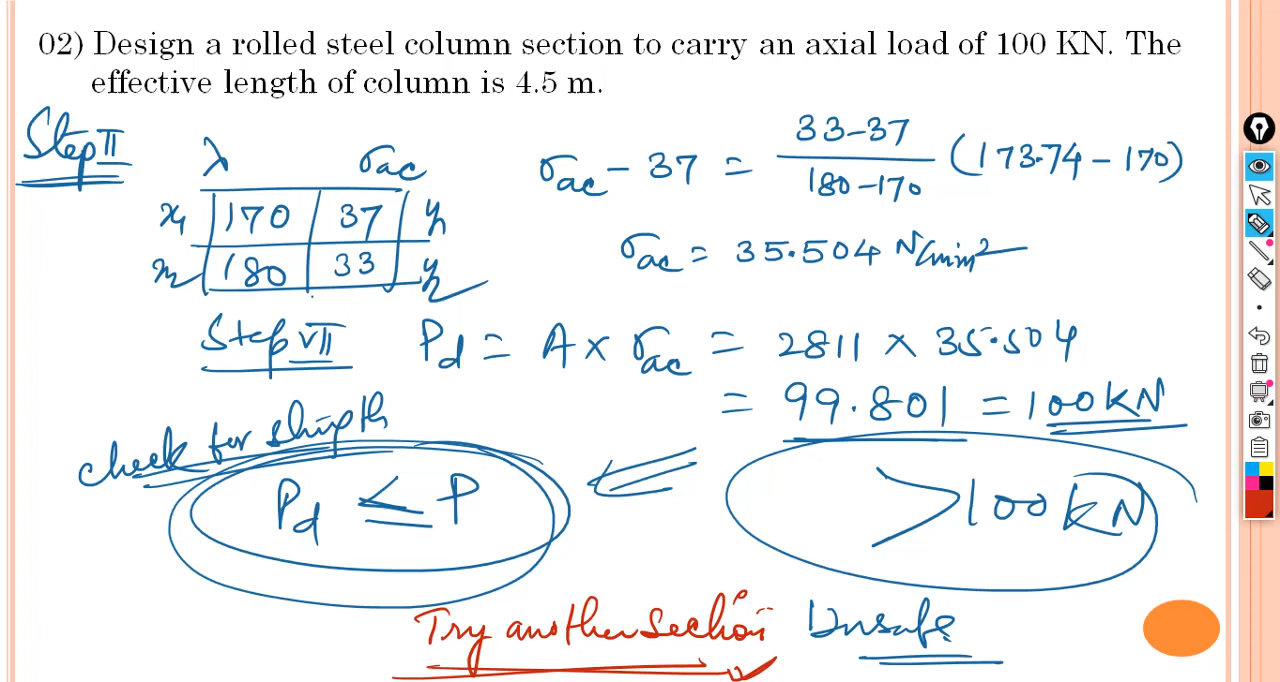 02) Design a rolled steel column section to carry an axial load of 100 KN. The
effective length of column is 4.5 m.
Step II
λ σac
x₁ 170 37 y₁
x₂ 180 33 y₂
σac - 37 = 33-37 / 180-170 (173.74 - 170)
σac = 35.504 N/mm²
Step VII Pd = A x σac = 2811 x 35.504
= 99.801 = 100 KN
check for
Pd ≤ P
> 100 KN
Try another section Unsafe